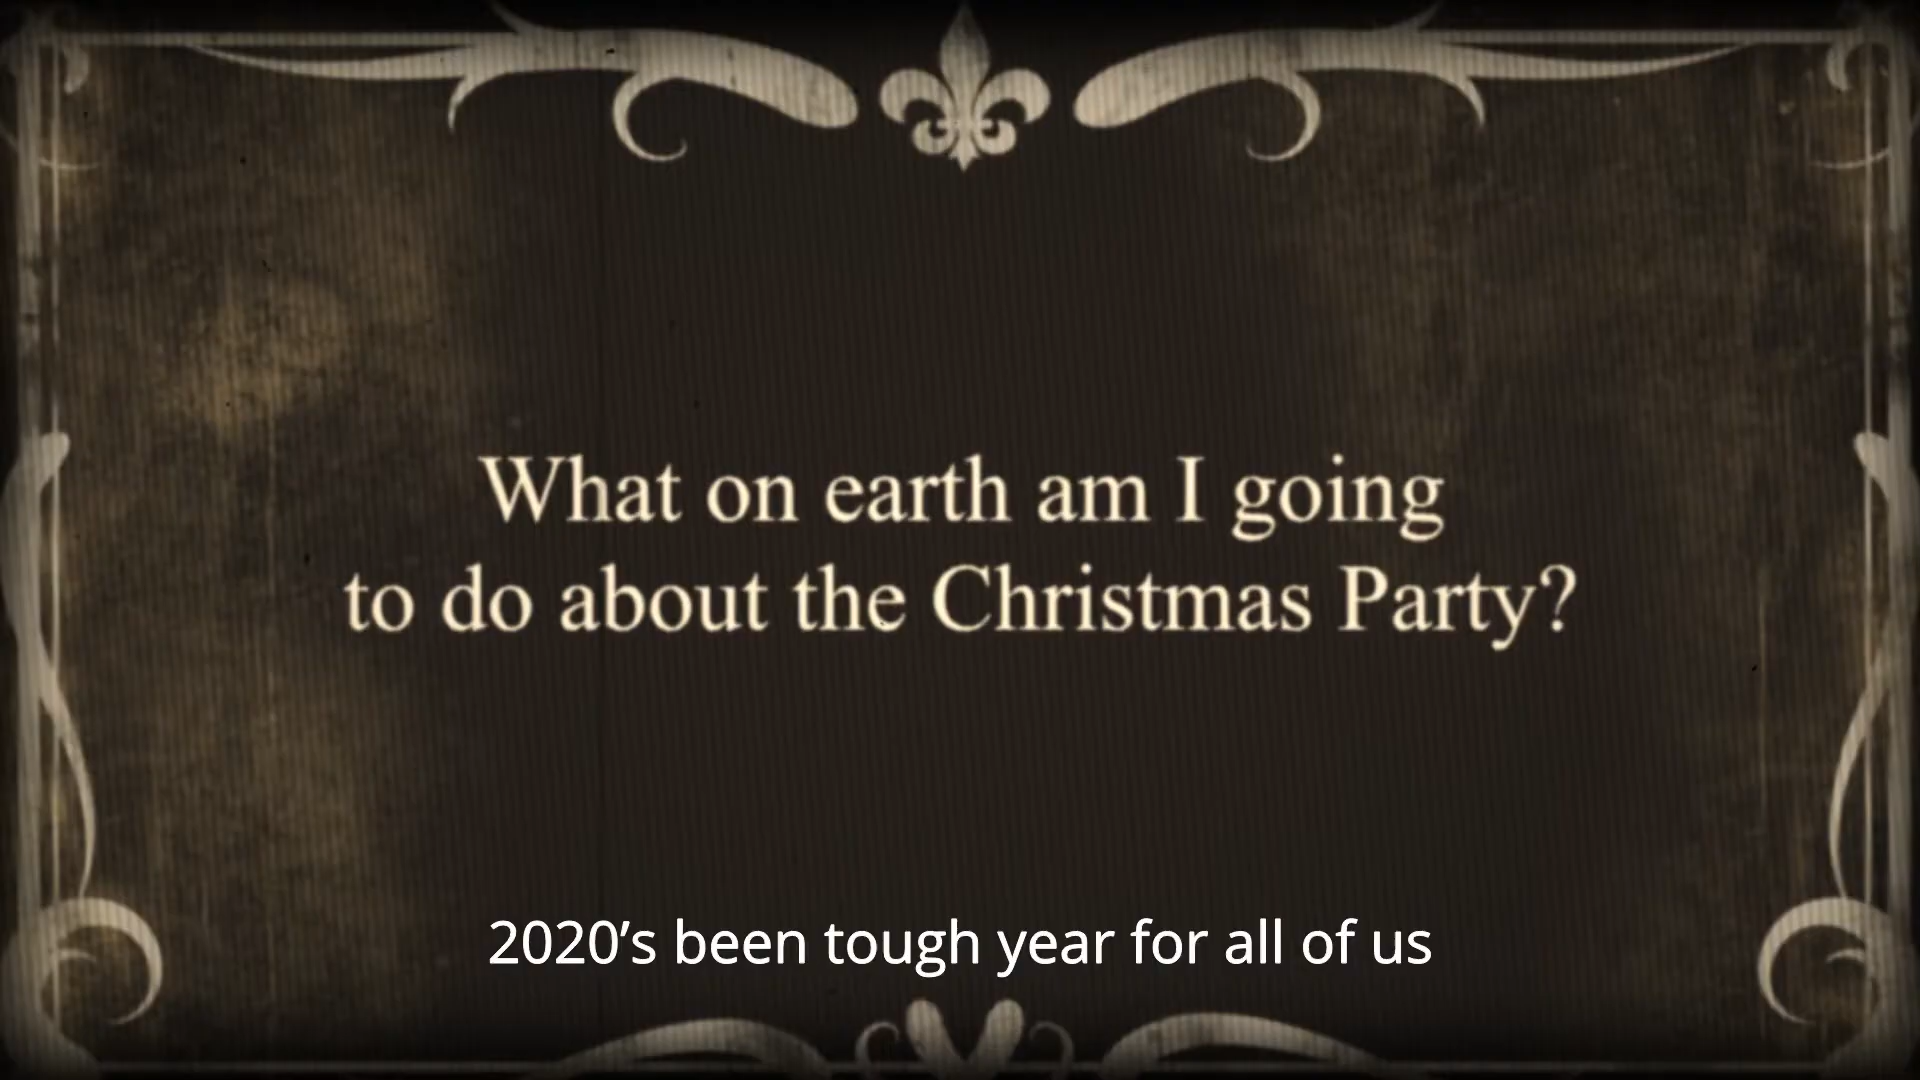 What on earth am I going
to do about the Christmas Party?
2020’s been tough year for all of us